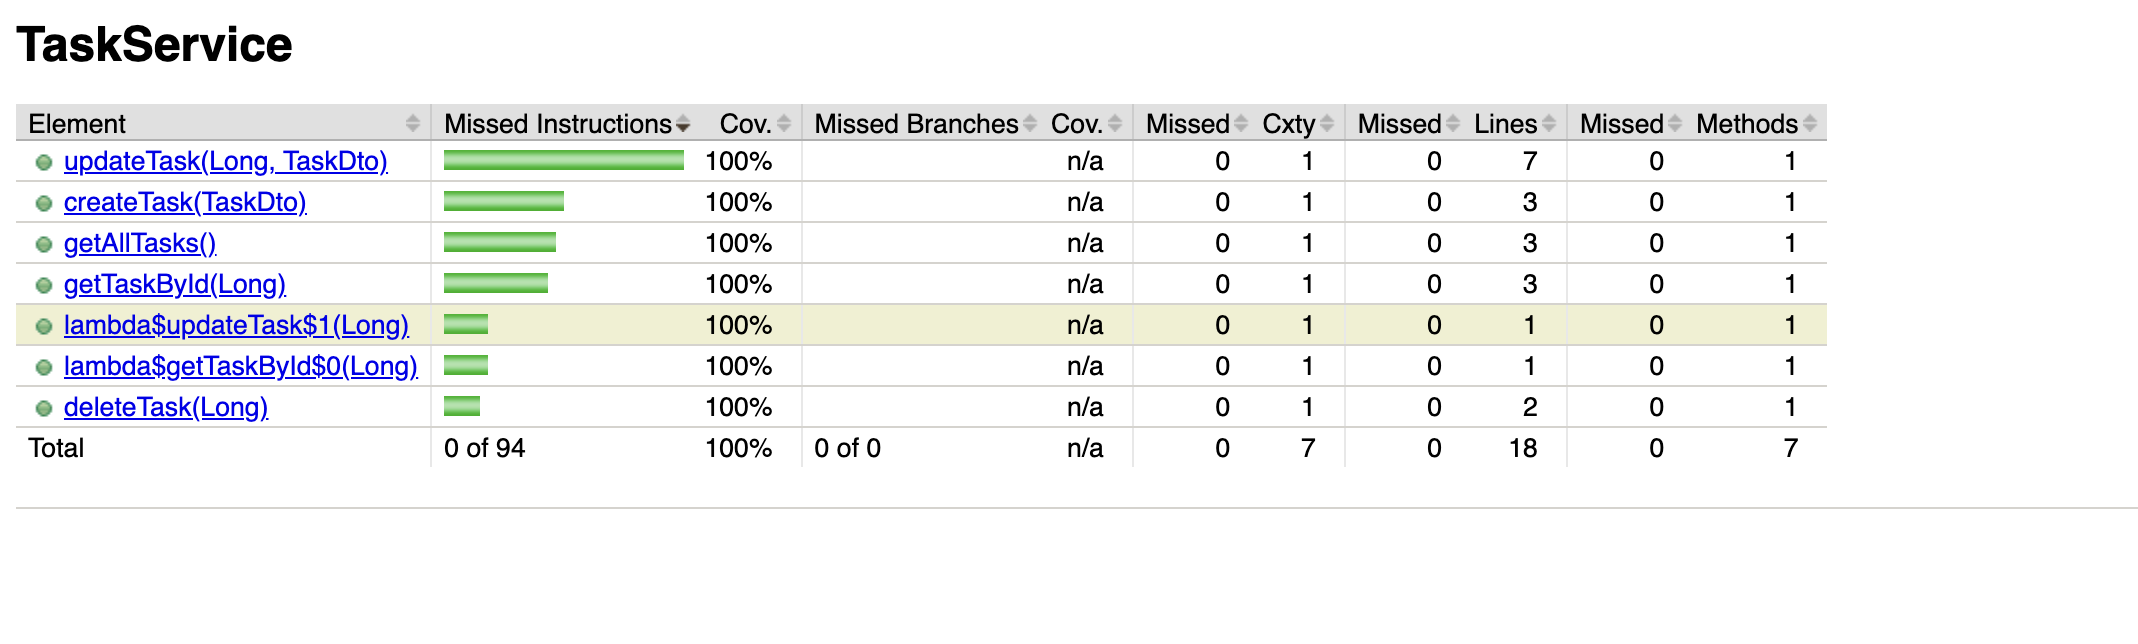 TaskService
Element Missed Instructions Cov. Missed Branches Cov. Missed Cxty Missed Lines Missed Methods
updateTask(Long, TaskDto) 100% n/a 0 1 0 7 0 1
createTask(TaskDto) 100% n/a 0 1 0 3 0 1
getAllTasks() 100% n/a 0 1 0 3 0 1
getTaskById(Long) 100% n/a 0 1 0 3 0 1
lambda$updateTask$1(Long) 100% n/a 0 1 0 1 0 1
lambda$getTaskById$0(Long) 100% n/a 0 1 0 1 0 1
deleteTask(Long) 100% n/a 0 1 0 2 0 1
Total 0 of 94 100% 0 of 0 n/a 0 7 0 18 0 7